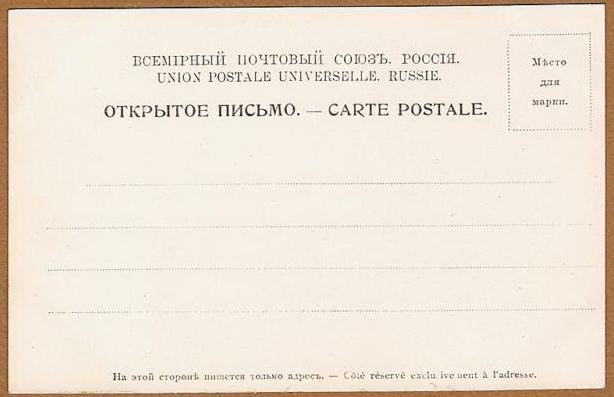 ВСЕМІРНЫЙ ПОЧТОВЫЙ СОЮЗЪ. РОССІЯ.
UNION POSTALE UNIVERSELLE. RUSSIE.
ОТКРЫТОЕ ПИСЬМО. — CARTE POSTALE.
Мѣсто
для
марки.
На этой сторонѣ пишется только адресъ. — Côté réservé exclusivement à l'adresse.